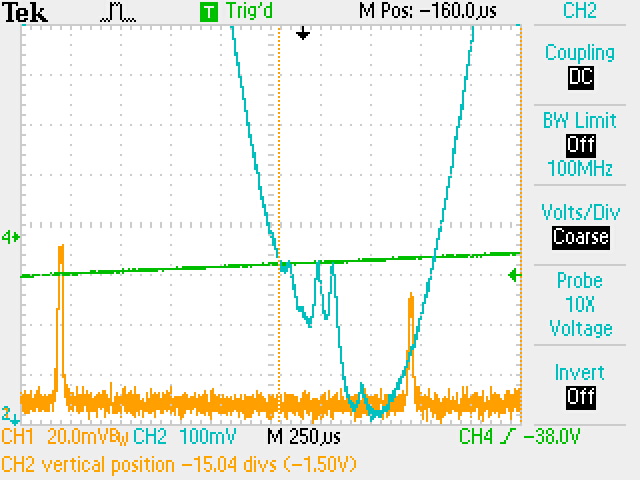 Tek T Trig'd M Pos: -160.0µs CH2
Coupling
DC
BW Limit
Off
100MHz
Volts/Div
Coarse
4
Probe
10X
Voltage
Invert
Off
2
CH1 20.0mVBw CH2 100mV M 250µs CH4 -38.0V
CH2 vertical position -15.04 divs (-1.50V)